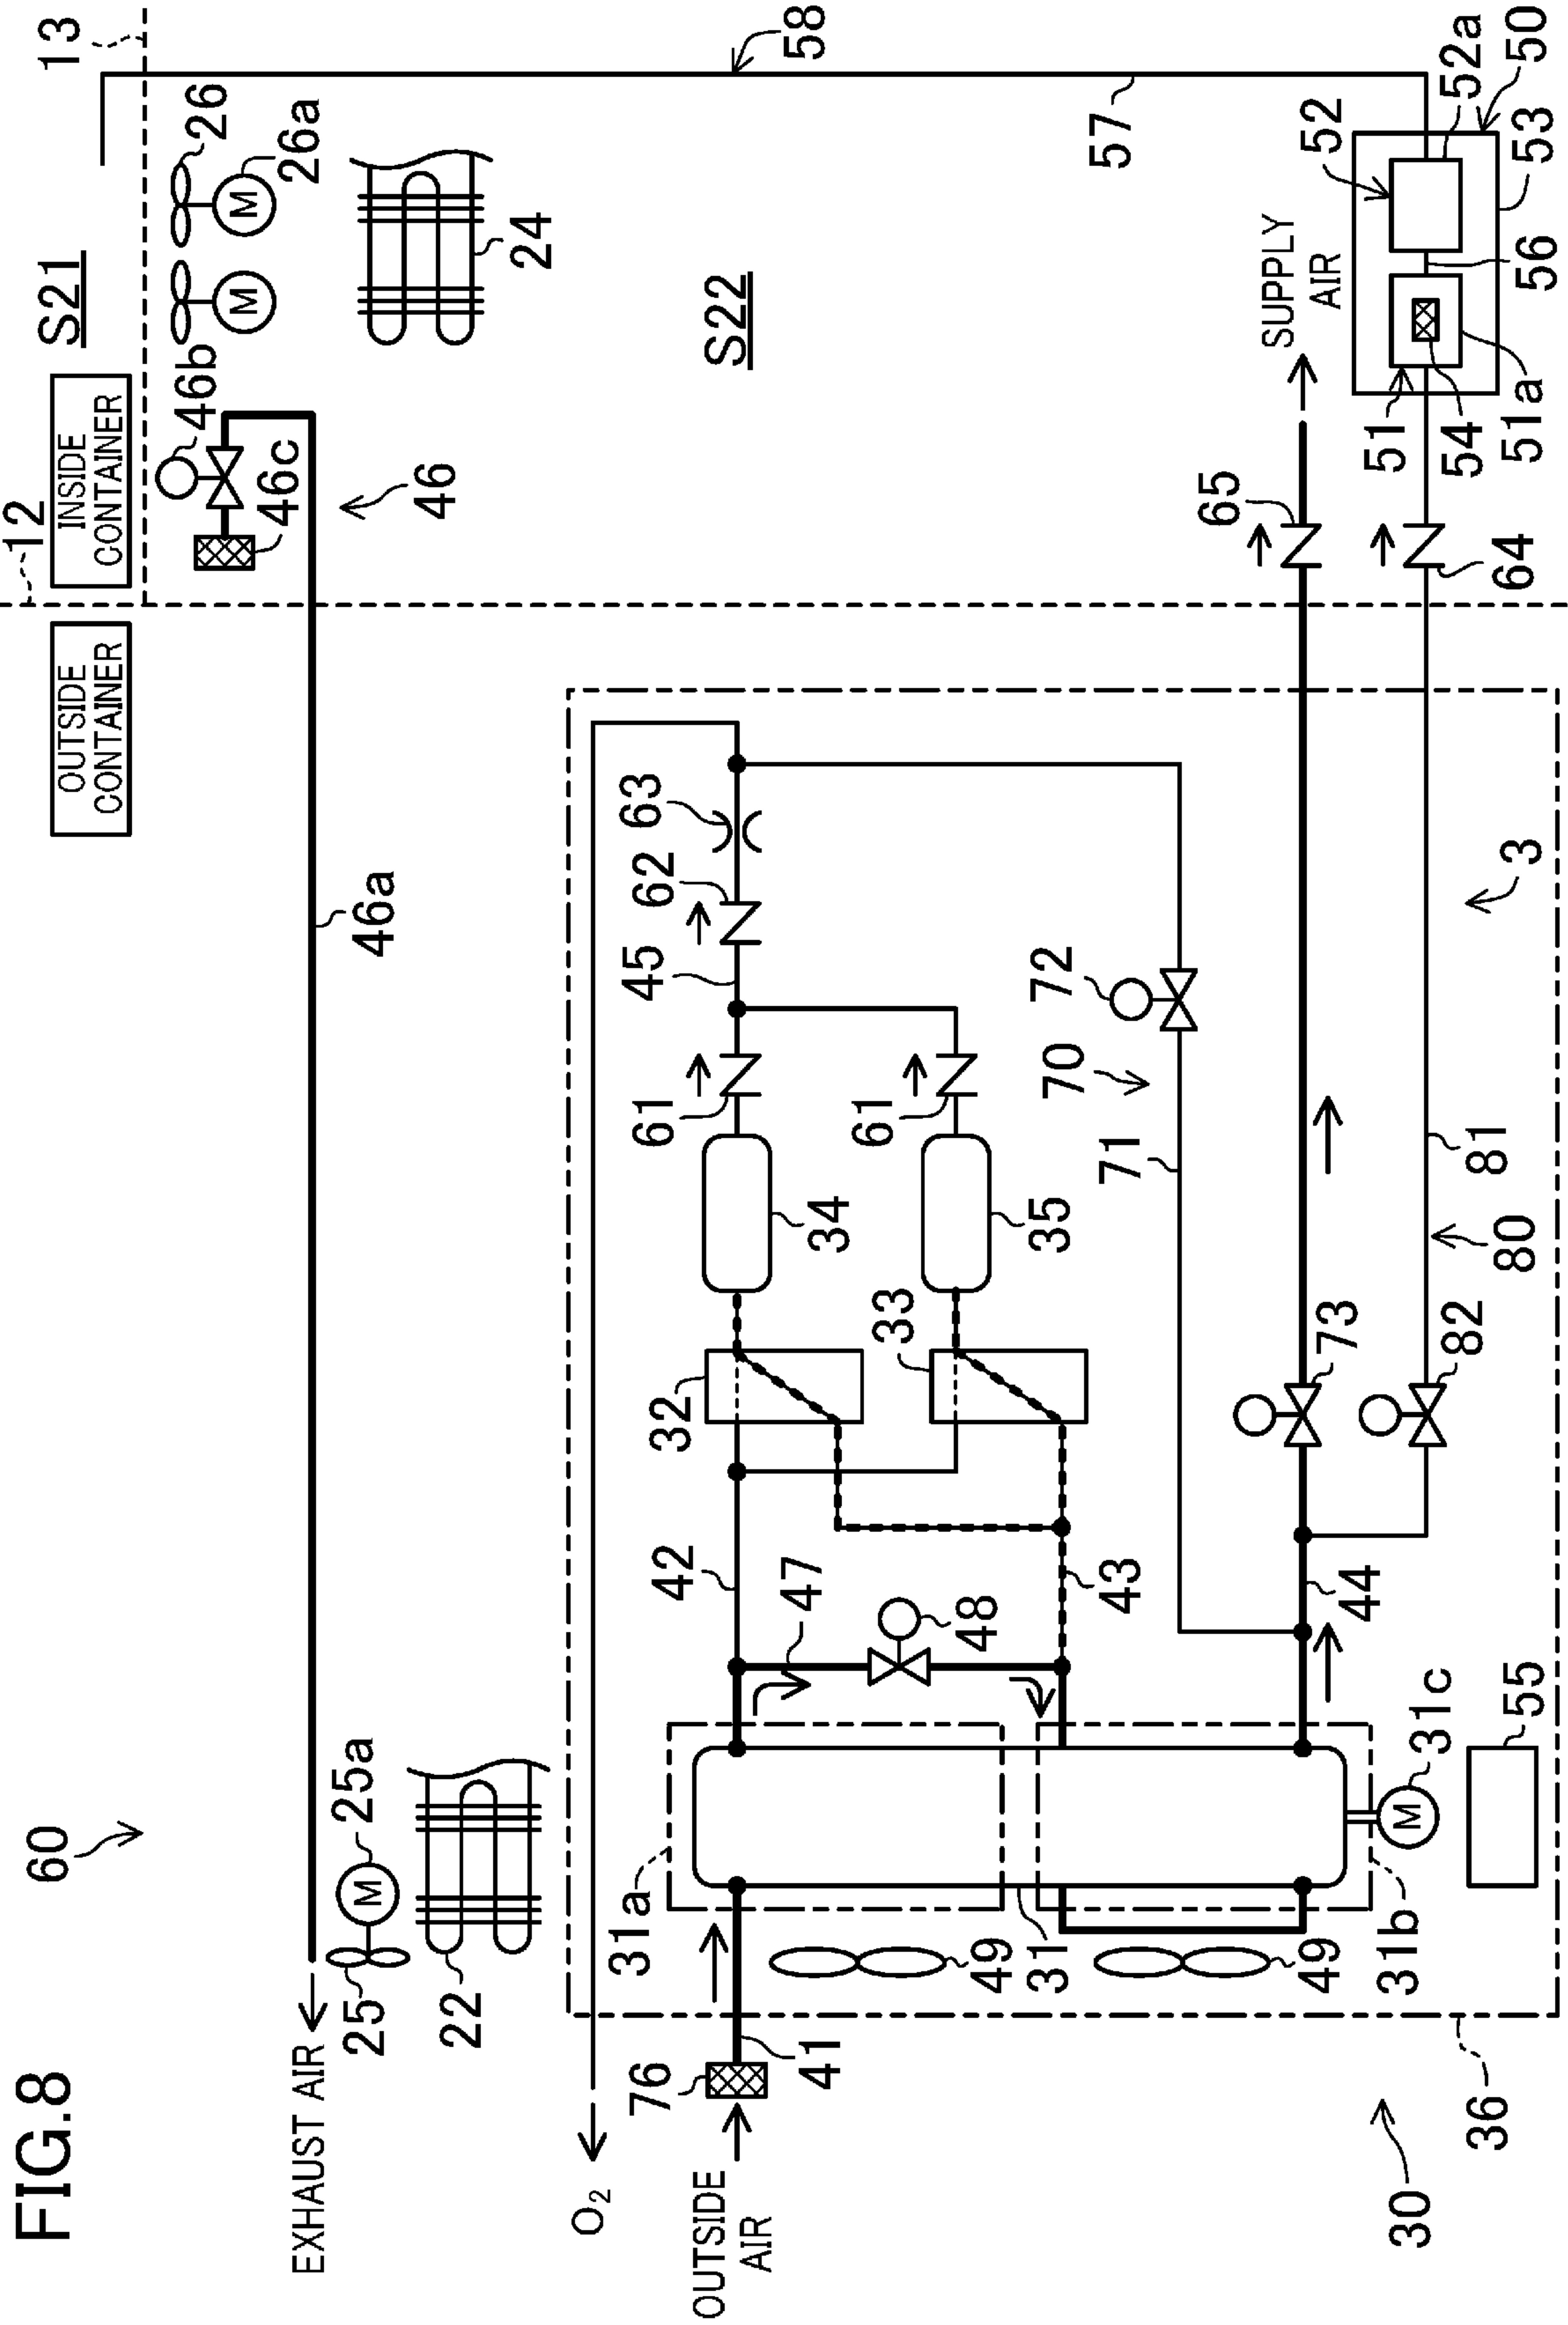 FIG.8
60
12
13
OUTSIDE
CONTAINER
INSIDE
CONTAINER
S21
EXHAUST AIR
25
25a
M
22
46a
46
46b
46c
M
M
26
26a
24
S22
58
57
O₂
OUTSIDE
AIR
76
41
31a
31
31b
31c
M
49
49
55
42
47
48
43
44
32
33
34
35
61
61
45
62
63
70
71
72
73
82
80
81
3
65
64
SUPPLY
AIR
51
54
51a
52
52a
56
53
50
36
30